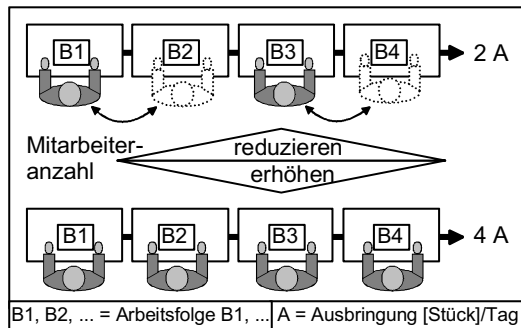 B1 B2 B3 B4 2 A
Mitarbeiter-
anzahl
reduzieren
erhöhen
B1 B2 B3 B4 4 A
B1, B2, ... = Arbeitsfolge B1, ... A = Ausbringung [Stück]/Tag